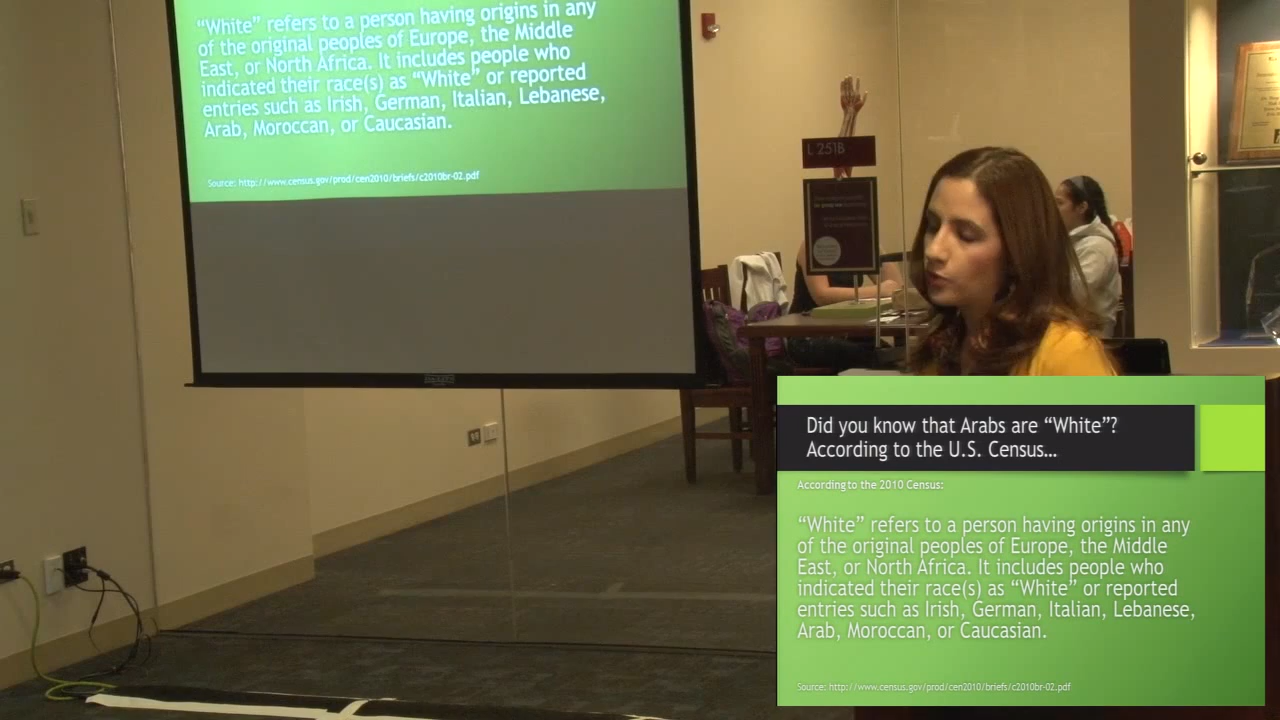 “White” refers to a person having origins in any
of the original peoples of Europe, the Middle
East, or North Africa. It includes people who
indicated their race(s) as “White” or reported
entries such as Irish, German, Italian, Lebanese,
Arab, Moroccan, or Caucasian.
Source: http://www.census.gov/prod/cen2010/briefs/c2010br-02.pdf
L 251B
Did you know that Arabs are “White”?
According to the U.S. Census…
According to the 2010 Census:
“White” refers to a person having origins in any
of the original peoples of Europe, the Middle
East, or North Africa. It includes people who
indicated their race(s) as “White” or reported
entries such as Irish, German, Italian, Lebanese,
Arab, Moroccan, or Caucasian.
Source: http://www.census.gov/prod/cen2010/briefs/c2010br-02.pdf